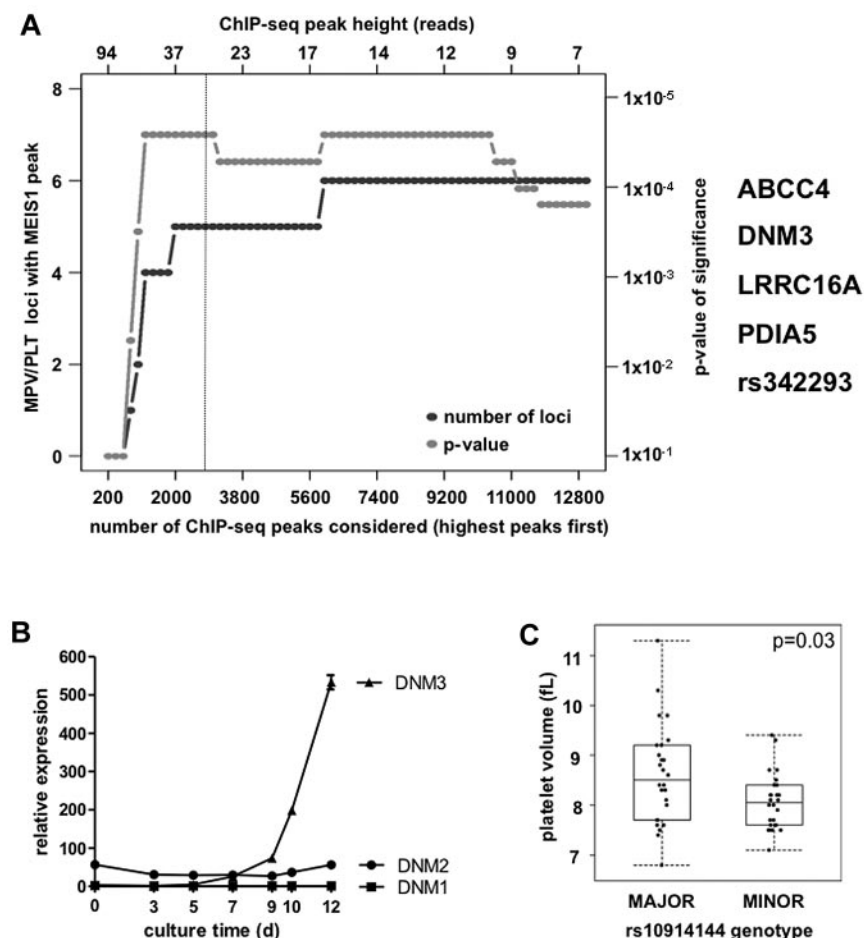 A
ChIP-seq peak height (reads)
94 37 23 17 14 12 9 7
8
6
4
2
0
MPV/PLT loci with MEIS1 peak
1x10-5
1x10-4
1x10-3
1x10-2
1x10-1
p-value of significance
number of loci
p-value
200 2000 3800 5600 7400 9200 11000 12800
number of ChIP-seq peaks considered (highest peaks first)
ABCC4
DNM3
LRRC16A
PDIA5
rs342293
B
600
500
400
300
200
100
0
relative expression
DNM3
DNM2
DNM1
0 3 5 7 9 10 12
culture time (d)
C
p=0.03
11
10
9
8
7
platelet volume (fL)
MAJOR MINOR
rs10914144 genotype